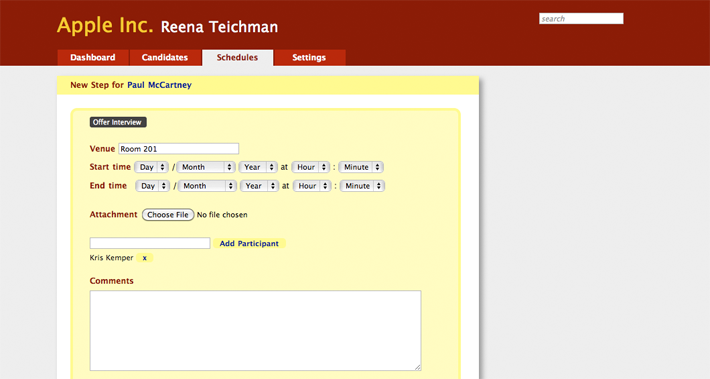 Apple Inc. Reena Teichman
search
Dashboard Candidates Schedules Settings
New Step for Paul McCartney
Offer Interview
Venue Room 201
Start time Day / Month Year at Hour : Minute
End time Day / Month Year at Hour : Minute
Attachment Choose File No file chosen
Add Participant
Kris Kemper x
Comments